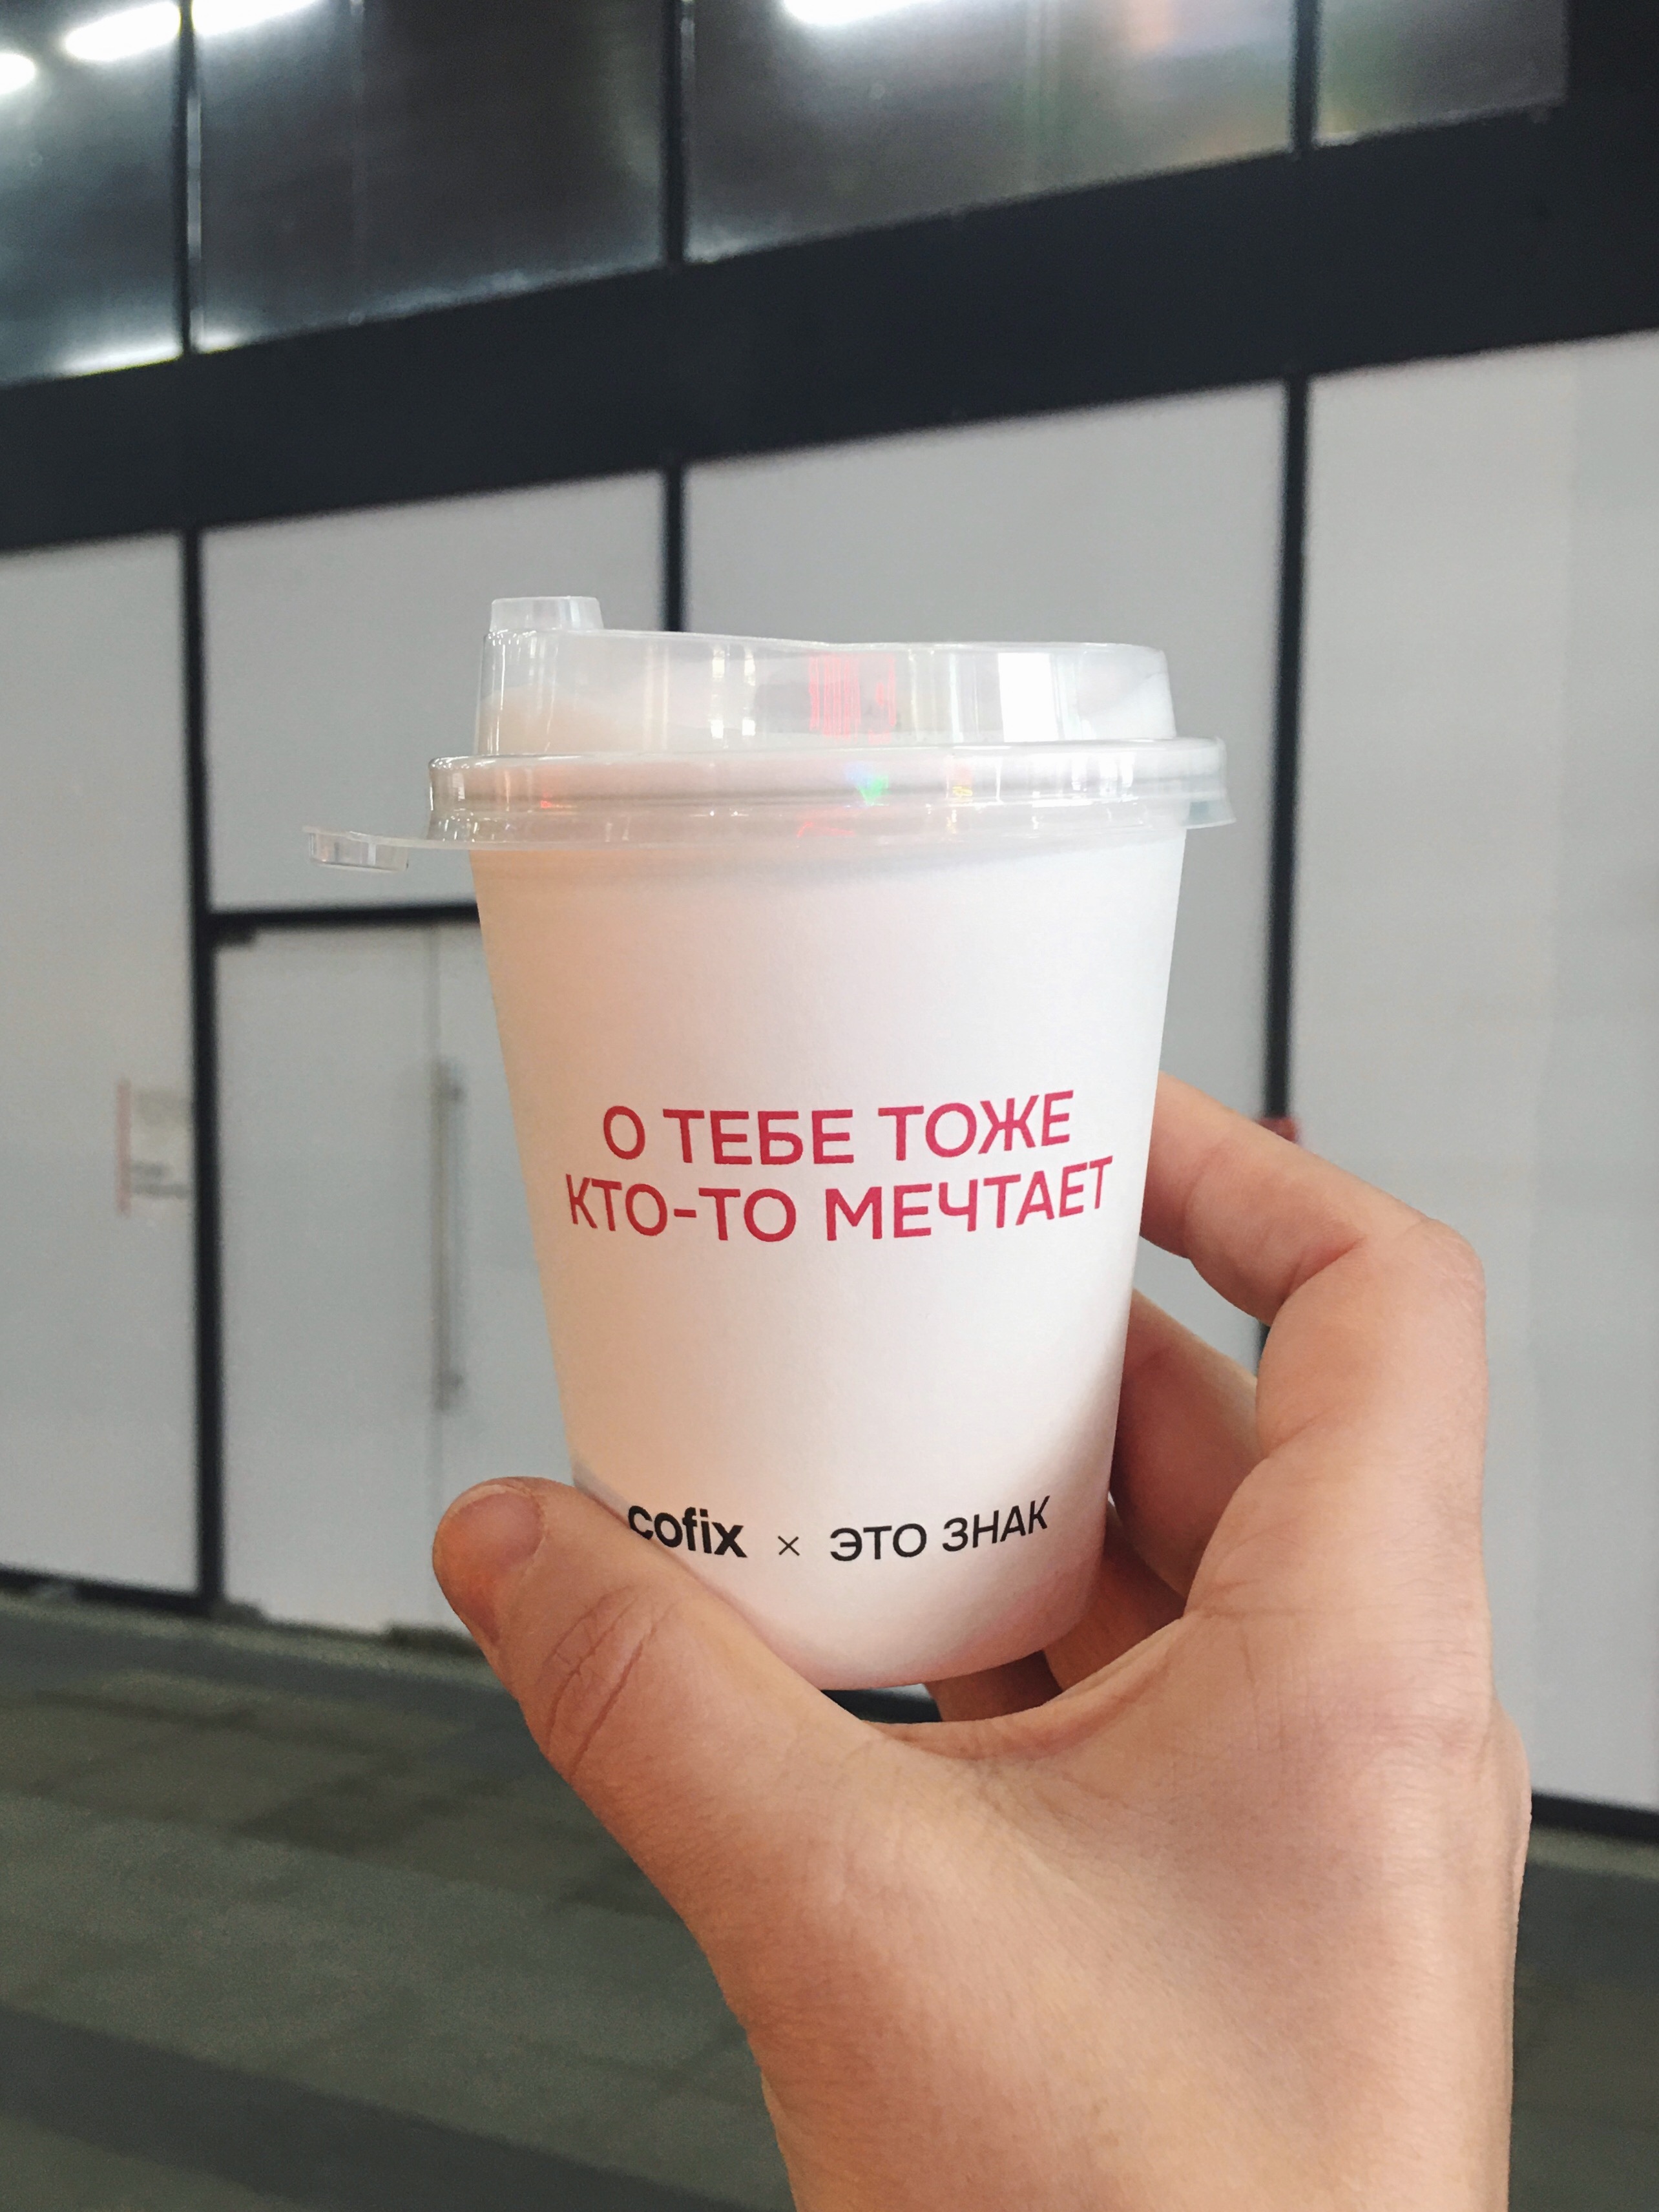 О ТЕБЕ ТОЖЕ
КТО-ТО МЕЧТАЕТ
cofix × ЭТО ЗНАК